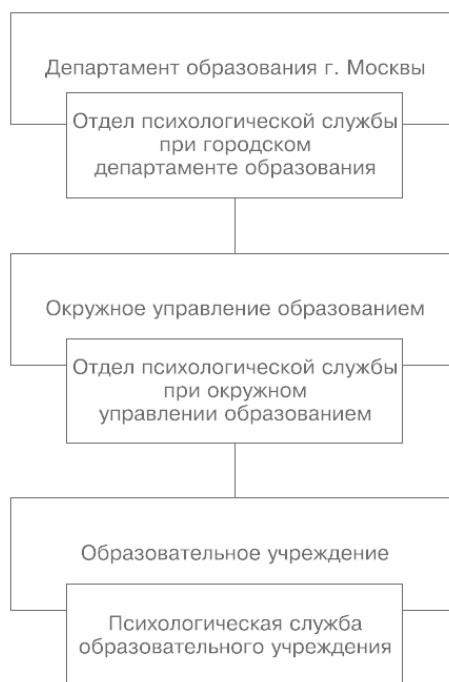 Департамент образования г. Москвы
Отдел психологической службы
при городском
департаменте образования
Окружное управление образованием
Отдел психологической службы
при окружном
управлении образованием
Образовательное учреждение
Психологическая служба
образовательного учреждения